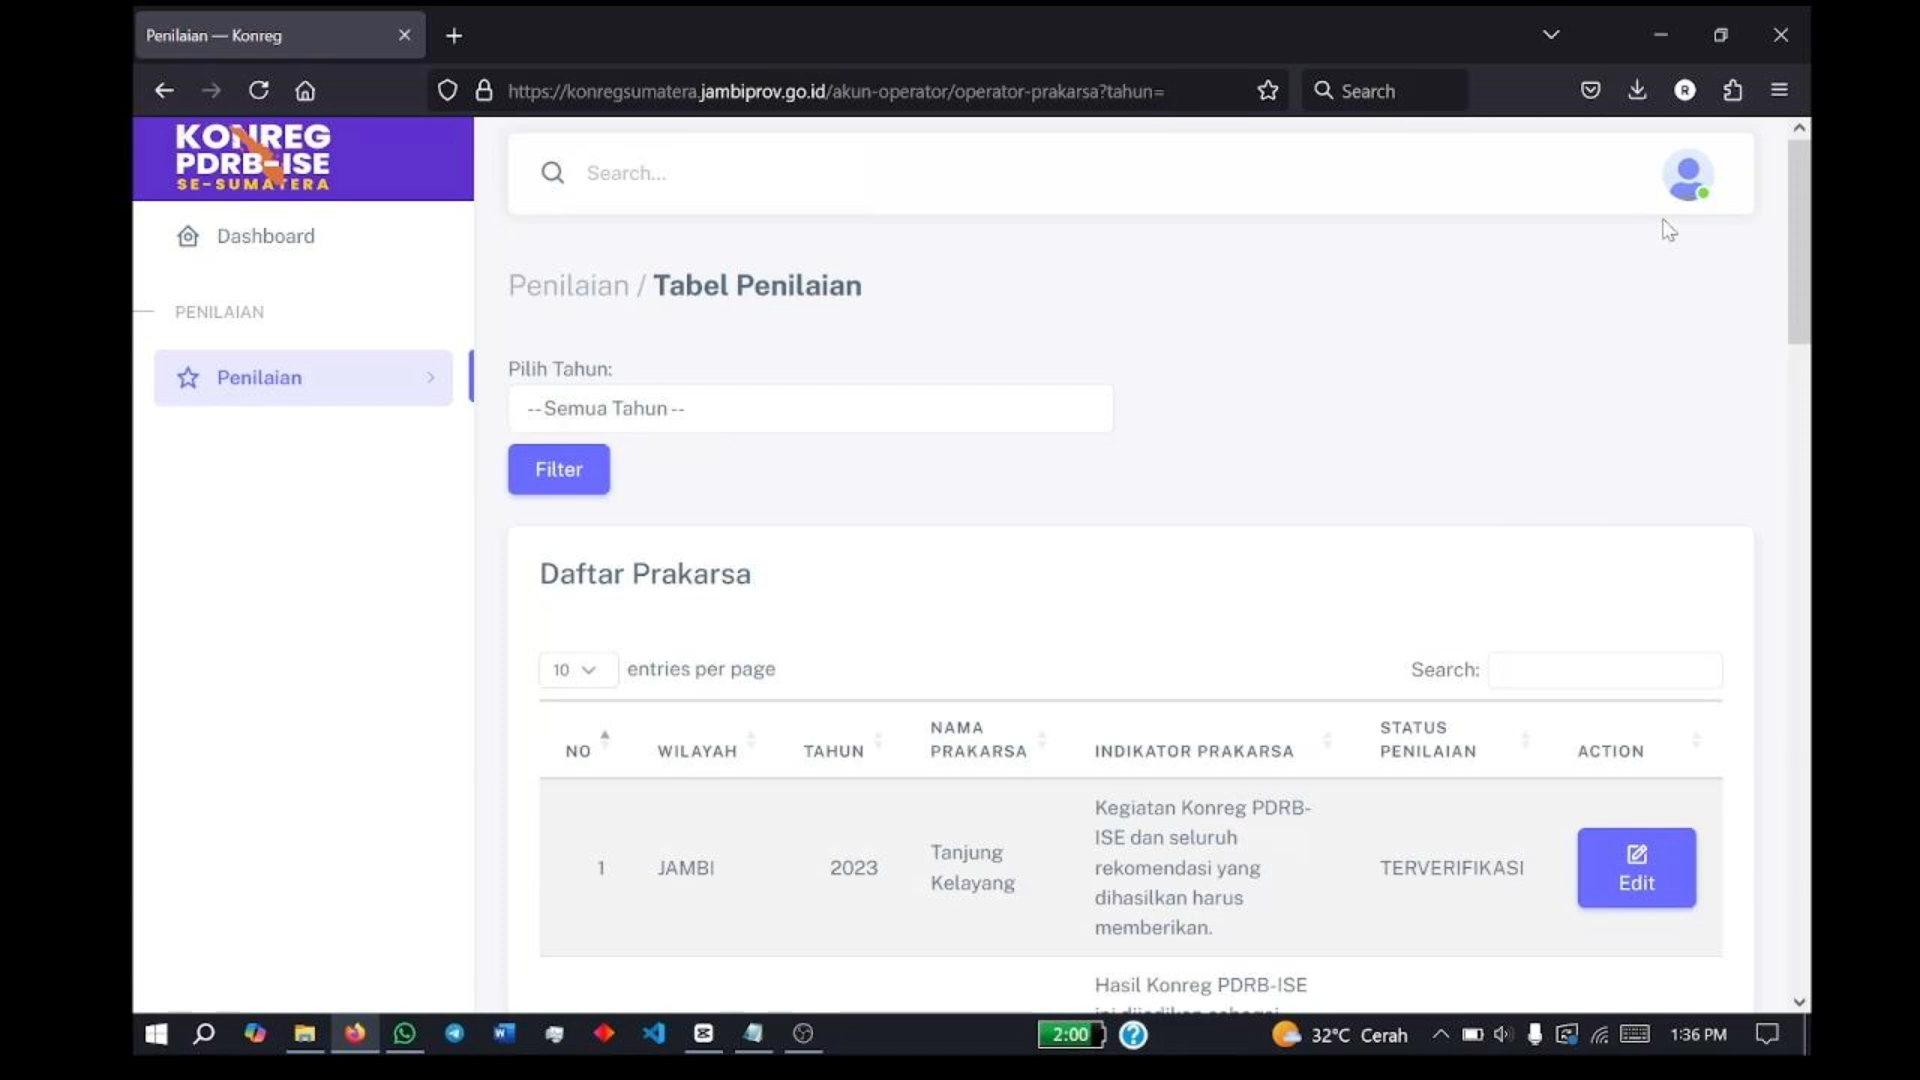 Penilaian — Konreg
https://konregsumatera.jambiprov.go.id/akun-operator/operator-prakarsa?tahun=
Search
R
KONREG
PDRB-ISE
SE-SUMATERA
Search...
Dashboard
PENILAIAN
Penilaian
Penilaian / Tabel Penilaian
Pilih Tahun:
-- Semua Tahun --
Filter
Daftar Prakarsa
10 entries per page
Search:
NO WILAYAH TAHUN NAMA PRAKARSA INDIKATOR PRAKARSA STATUS PENILAIAN ACTION
1 JAMBI 2023
Tanjung
Kelayang
Kegiatan Konreg PDRB-
ISE dan seluruh
rekomendasi yang
dihasilkan harus
memberikan.
TERVERIFIKASI
Edit
Hasil Konreg PDRB-ISE
2:00
32°C Cerah
1:36 PM